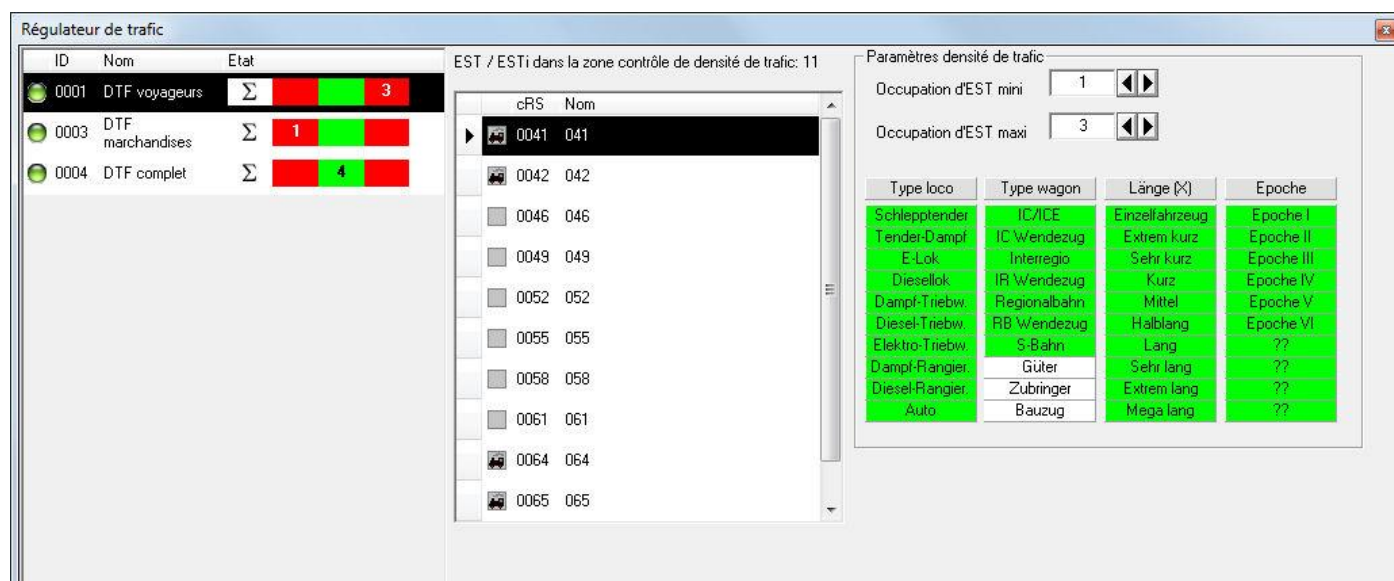 Régulateur de trafic
ID Nom Etat
0001 DTF voyageurs Σ 3
0003 DTF marchandises Σ 1
0004 DTF complet Σ 4
EST / ESTi dans la zone contrôle de densité de trafic: 11
cRS Nom
0041 041
0042 042
0046 046
0049 049
0052 052
0055 055
0058 058
0061 061
0064 064
0065 065
Paramètres densité de trafic
Occupation d'EST mini 1
Occupation d'EST maxi 3
Type loco Type wagon Länge (X) Epoche
Schlepptender IC/ICE Einzelfahrzeug Epoche I
Tender-Dampf IC Wendezug Extrem kurz Epoche II
E-Lok Interregio Sehr kurz Epoche III
Diesellok IR Wendezug Kurz Epoche IV
Dampf-Triebw. Regionalbahn Mittel Epoche V
Diesel-Triebw. RB Wendezug Halblang Epoche VI
Elektro-Triebw. S-Bahn Lang ??
Dampf-Rangier. Güter Sehr lang ??
Diesel-Rangier. Zubringer Extrem lang ??
Auto Bauzug Mega lang ??